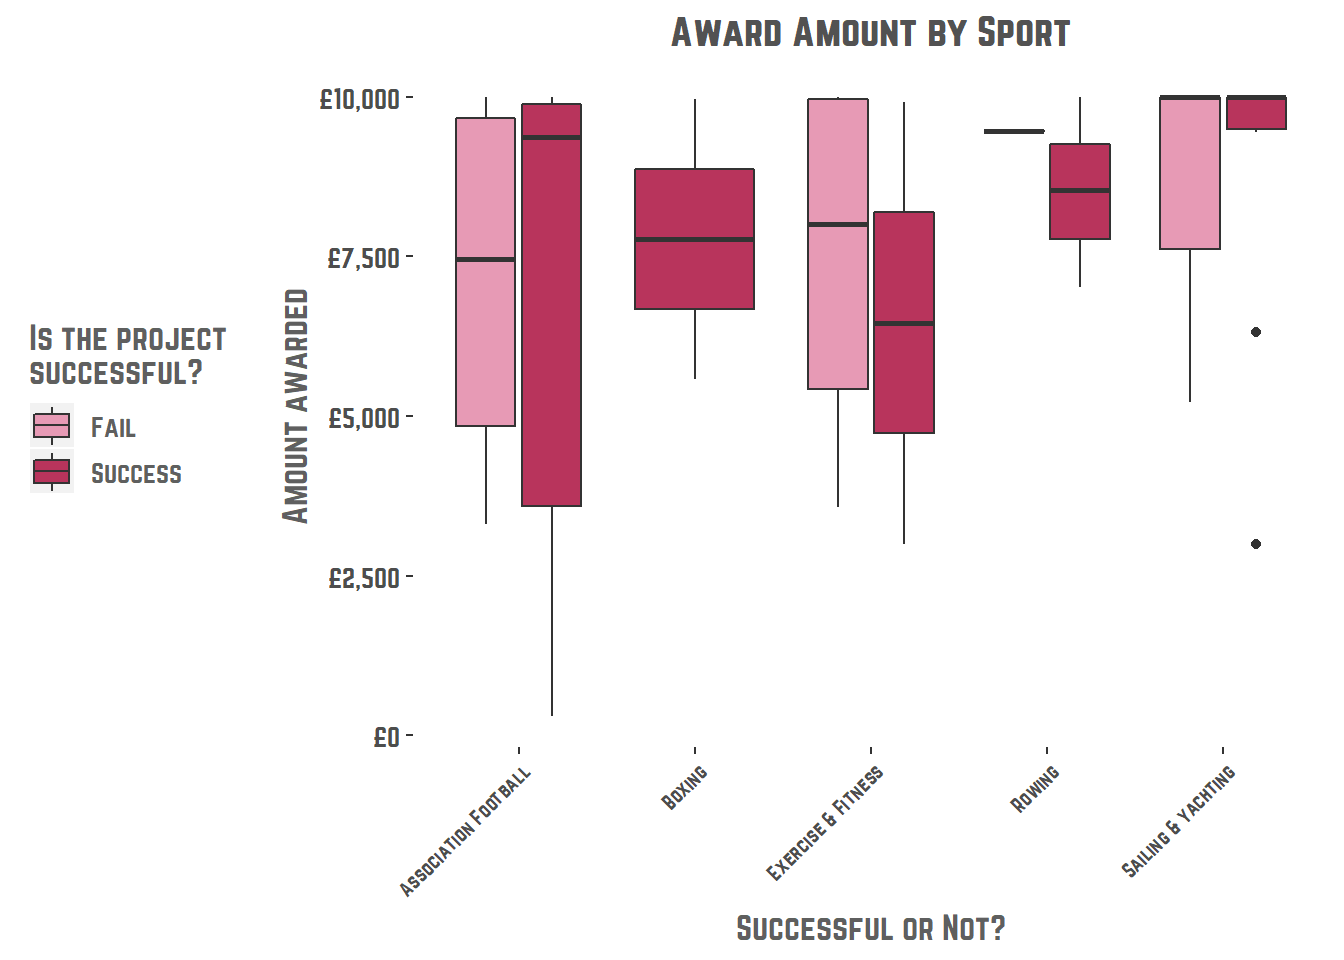 Award Amount by Sport
Is the project
successful?
Fail
Success
Amount awarded
£10,000
£7,500
£5,000
£2,500
£0
Association Football
Boxing
Exercise & Fitness
Rowing
Sailing & yachting
Successful or Not?